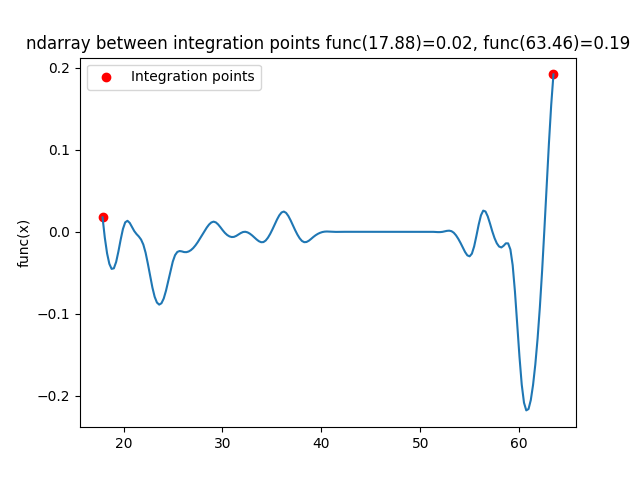 ndarray between integration points func(17.88)=0.02, func(63.46)=0.19
Integration points
func(x)
0.2
0.1
0.0
−0.1
−0.2
20 30 40 50 60